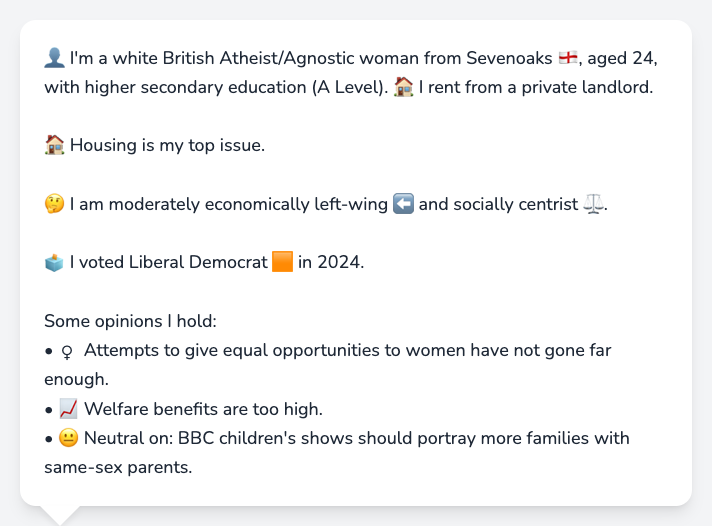 👤 I'm a white British Atheist/Agnostic woman from Sevenoaks 🏴󠁧󠁢󠁥󠁮󠁧󠁿, aged 24,
with higher secondary education (A Level). 🏠 I rent from a private landlord.
🏠 Housing is my top issue.
🤔 I am moderately economically left-wing ⬅️ and socially centrist ⚖️.
🗳️ I voted Liberal Democrat 🟧 in 2024.
Some opinions I hold:
• ♀ Attempts to give equal opportunities to women have not gone far
enough.
• 📈 Welfare benefits are too high.
• 😐 Neutral on: BBC children's shows should portray more families with
same-sex parents.